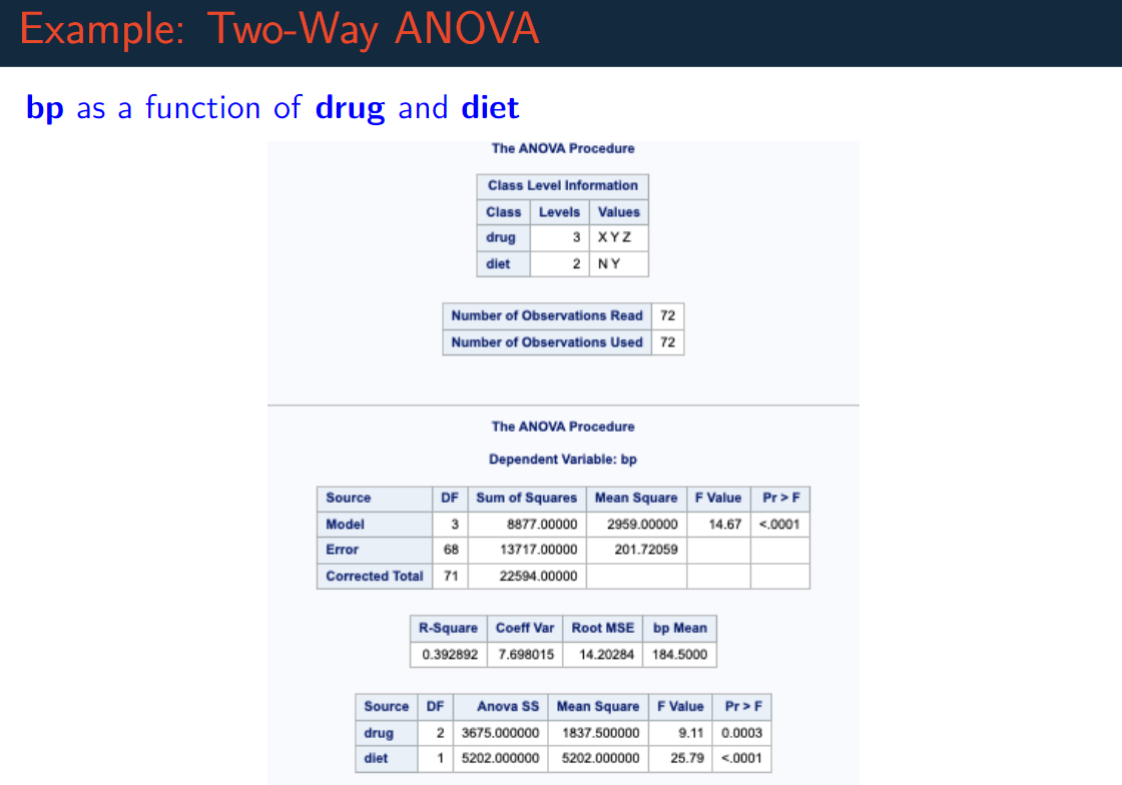 Example: Two-Way ANOVA
bp as a function of drug and diet
The ANOVA Procedure
Class Level Information
Class Levels Values
drug 3 X Y Z
diet 2 N Y
Number of Observations Read 72
Number of Observations Used 72
The ANOVA Procedure
Dependent Variable: bp
Source DF Sum of Squares Mean Square F Value Pr > F
Model 3 8877.00000 2959.00000 14.67 <.0001
Error 68 13717.00000 201.72059
Corrected Total 71 22594.00000
R-Square Coeff Var Root MSE bp Mean
0.392892 7.698015 14.20284 184.5000
Source DF Anova SS Mean Square F Value Pr > F
drug 2 3675.000000 1837.500000 9.11 0.0003
diet 1 5202.000000 5202.000000 25.79 <.0001